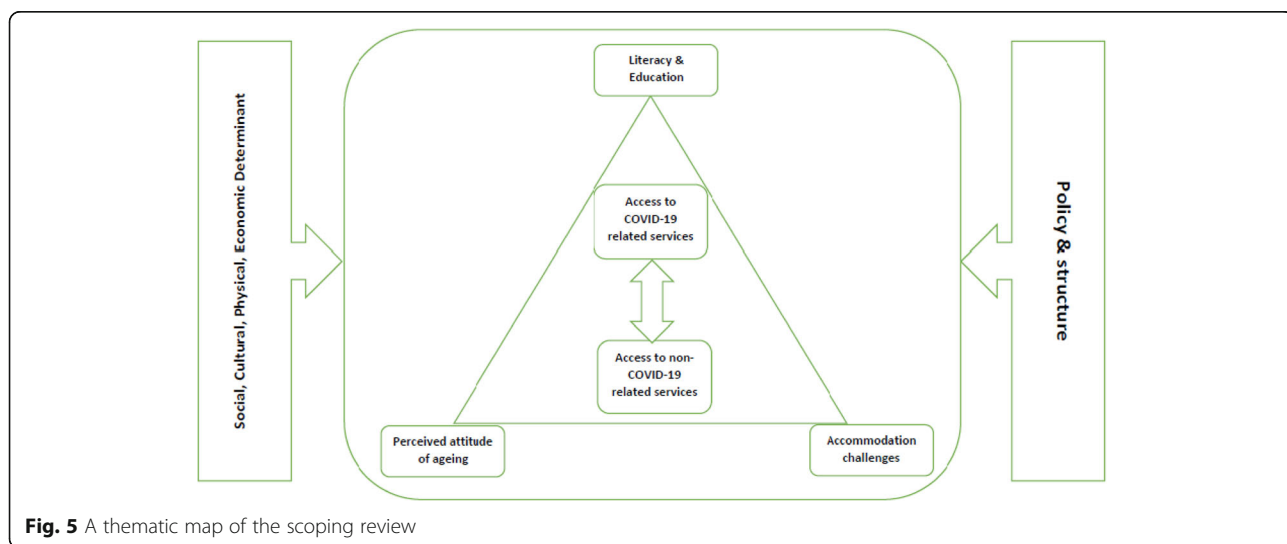 Social, Cultural, Physical, Economic Determinant
Literacy &
Education
Access to
COVID-19
related services
Access to non-
COVID-19
related services
Perceived attitude
of ageing
Accommodation
challenges
Policy & structure
Fig. 5 A thematic map of the scoping review